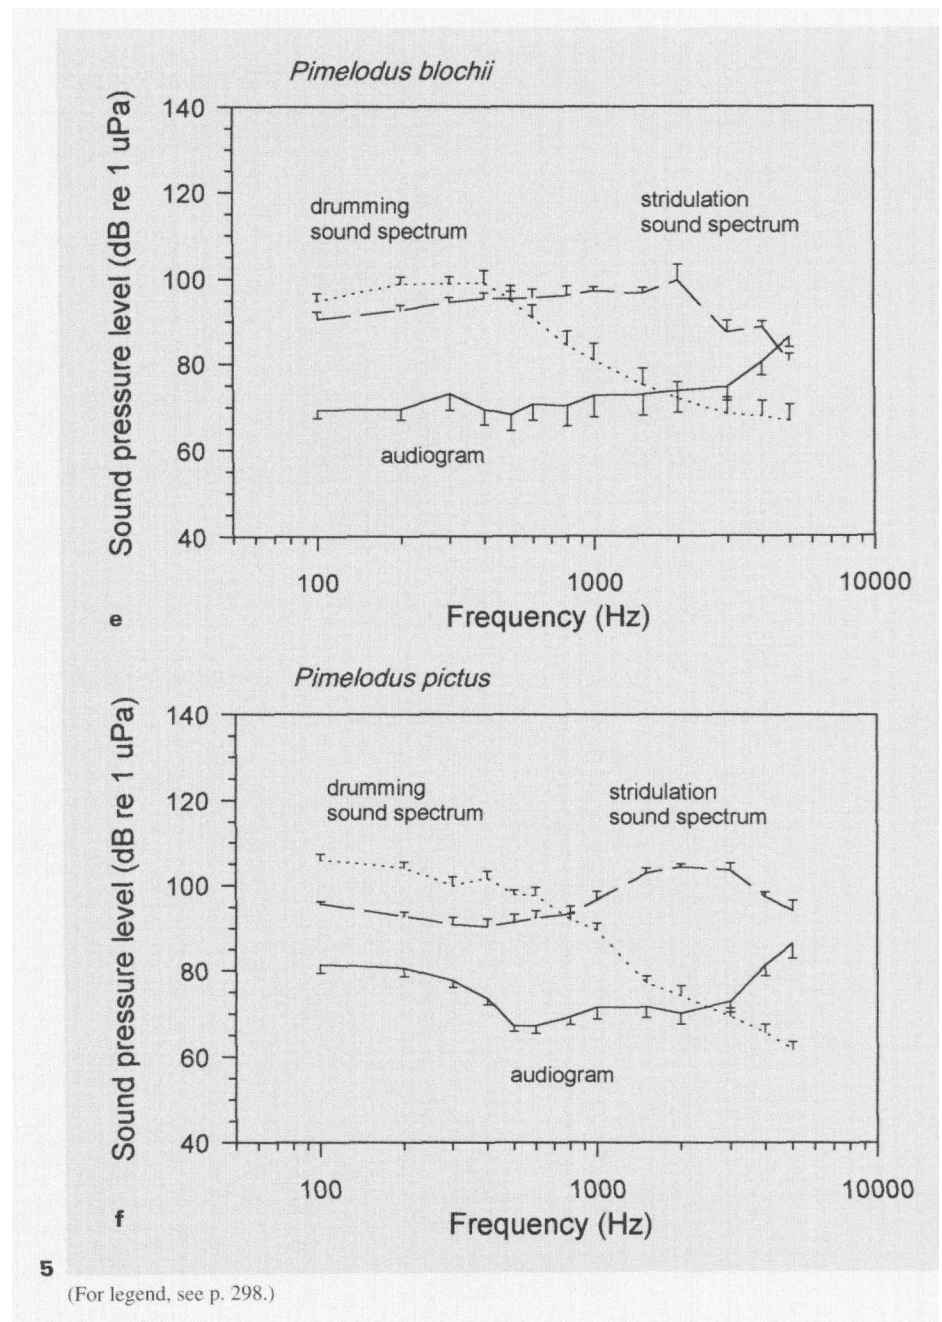 Pimelodus blochii
Sound pressure level (dB re 1 uPa)
140
120
100
80
60
40
drumming
sound spectrum
stridulation
sound spectrum
audiogram
100
1000
10000
Frequency (Hz)
e
Pimelodus pictus
Sound pressure level (dB re 1 uPa)
140
120
100
80
60
40
drumming
sound spectrum
stridulation
sound spectrum
audiogram
100
1000
10000
Frequency (Hz)
f
5
(For legend, see p. 298.)